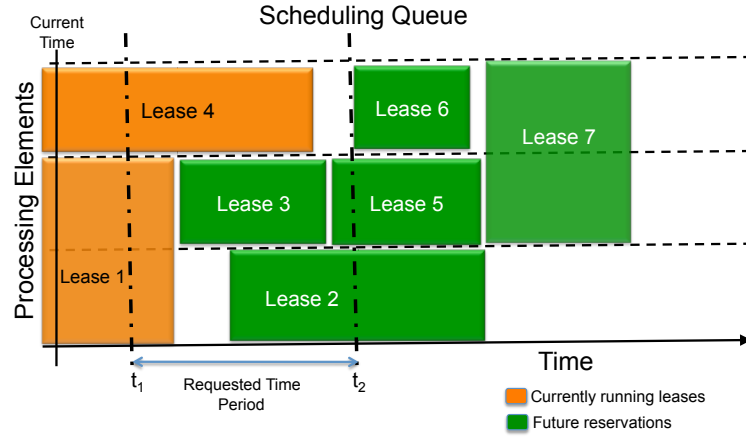 Scheduling Queue
Current
Time
Processing Elements
Lease 4
Lease 6
Lease 7
Lease 3
Lease 5
Lease 1
Lease 2
t1
Requested Time
Period
t2
Time
Currently running leases
Future reservations